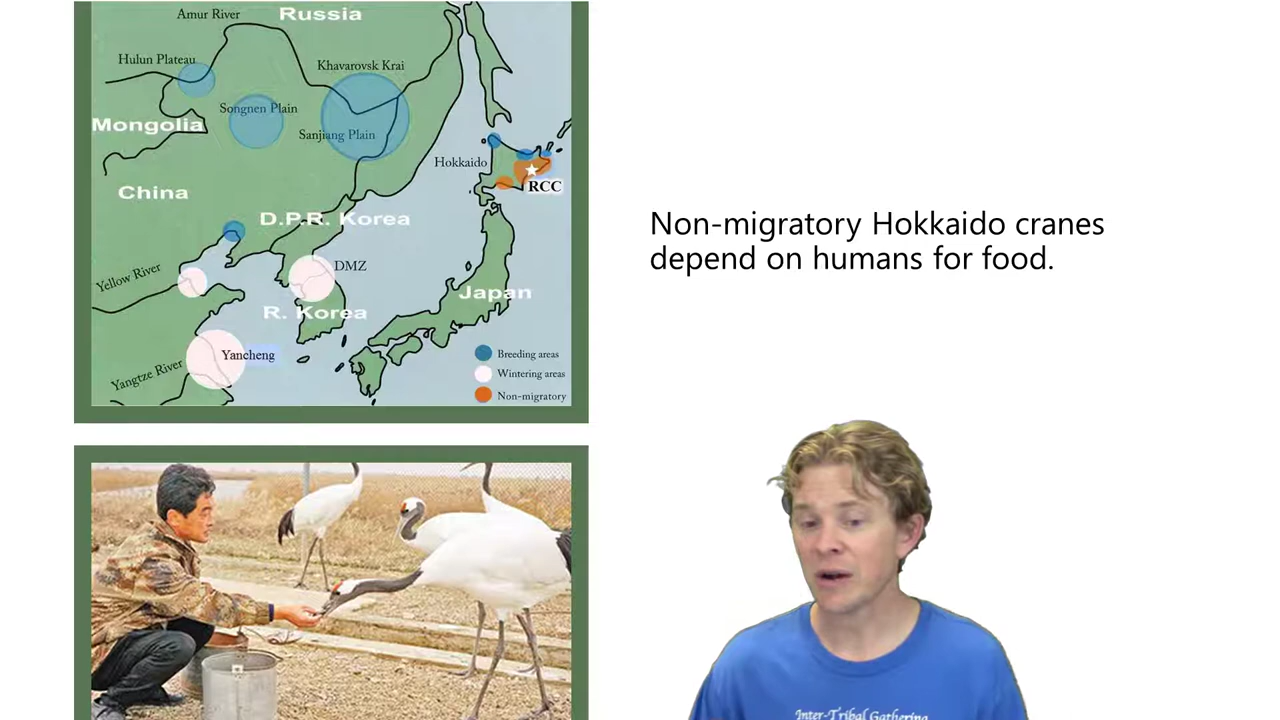 Amur River
Russia
Hulun Plateau
Khavarovsk Krai
Songnen Plain
Mongolia
Sanjiang Plain
Hokkaido
RCC
China
D.P.R. Korea
DMZ
Yellow River
Japan
R. Korea
Yancheng
Breeding areas
Yangtze River
Wintering areas
Non-migratory
Non-migratory Hokkaido cranes
depend on humans for food.
Inter-Tribal Gathering